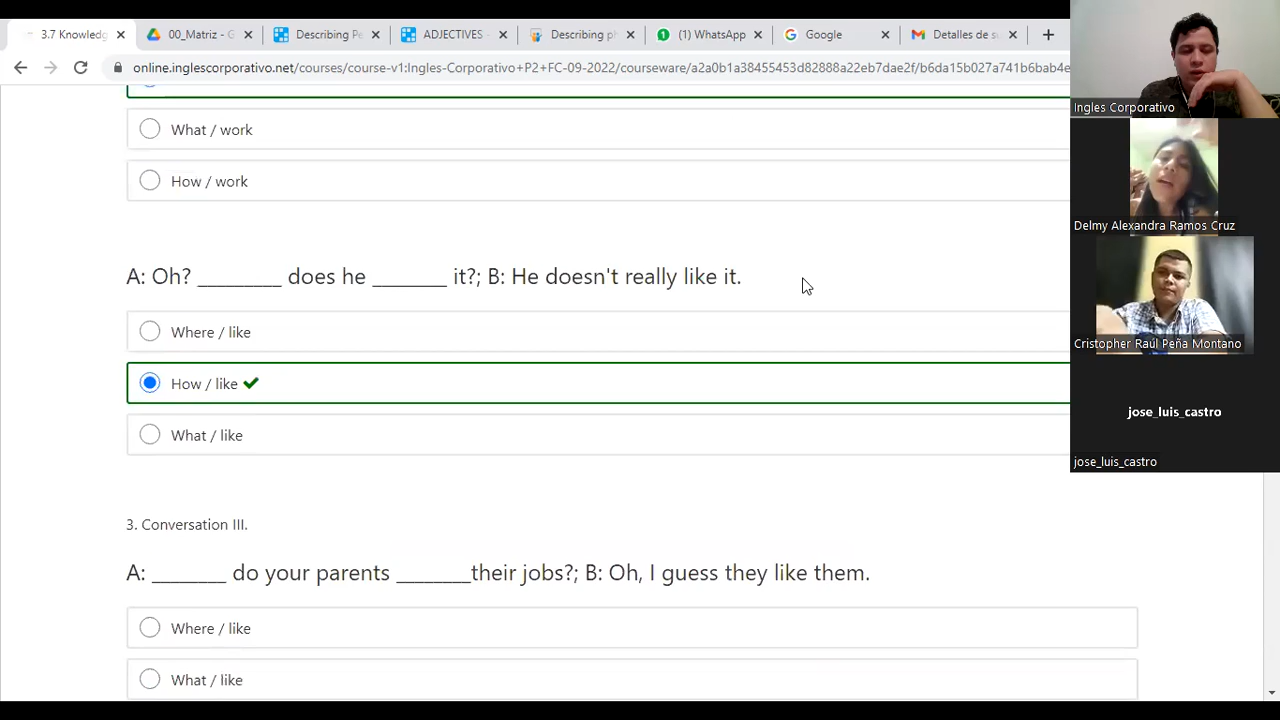 3.7 Knowledg
00_Matriz - G
Describing Pe
ADJECTIVES
Describing ph
(1) WhatsApp
Google
Detalles de s
online.inglescorporativo.net/courses/course-v1:Ingles-Corporativo+P2+FC-09-2022/courseware/a2a0b1a38455453d82888a22eb7dae2f/b6da15b027a741b6bab4e
Ingles Corporativo
What / work
How / work
Delmy Alexandra Ramos Cruz
A: Oh? _________ does he ________ it?; B: He doesn't really like it.
Where / like
Cristopher Raúl Peña Montano
How / like
jose_luis_castro
What / like
jose_luis_castro
3. Conversation III.
A: ________ do your parents ________their jobs?; B: Oh, I guess they like them.
Where / like
What / like